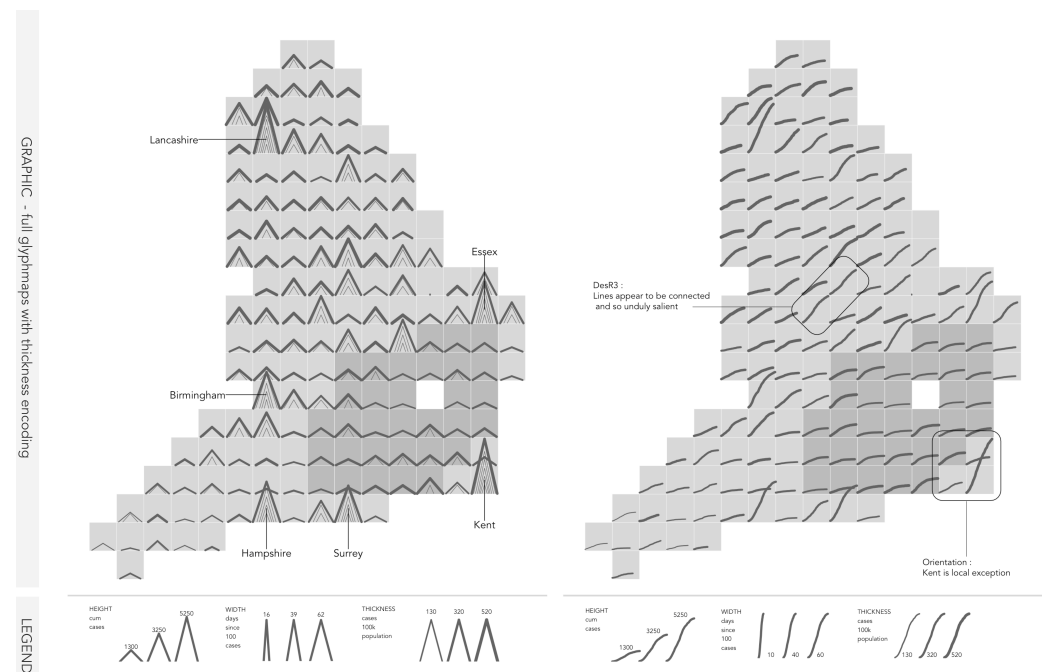 GRAPHIC - full glyphmaps with thickness encoding
Lancashire
Essex
Birmingham
Kent
Hampshire
Surrey
DesR3 :
Lines appear to be connected
and so unduly salient
Orientation :
Kent is local exception
LEGEND
HEIGHT
cum
cases
1300
3250
5250
WIDTH
days
since
100
cases
16
39
62
THICKNESS
cases
100k
population
130
320
520
HEIGHT
cum
cases
1300
3250
5250
WIDTH
days
since
100
cases
10
40
60
THICKNESS
cases
100k
population
130
320
520